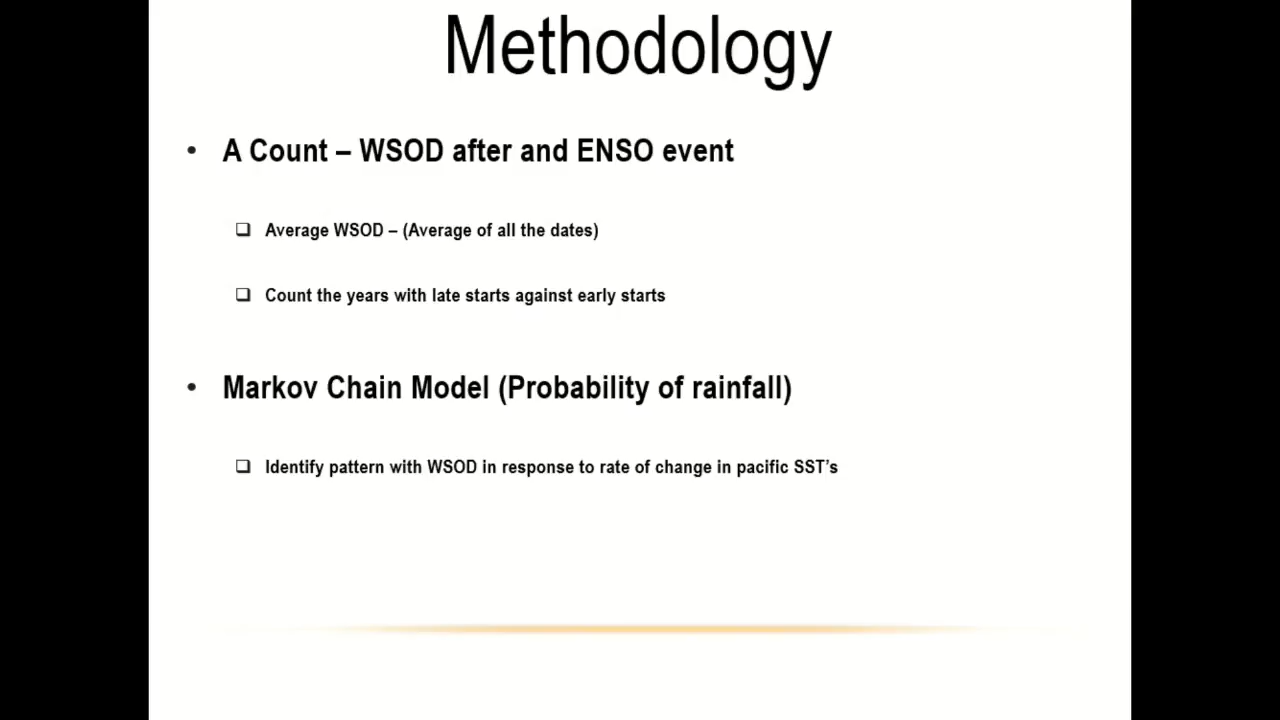 Methodology
• A Count – WSOD after and ENSO event
❑ Average WSOD – (Average of all the dates)
❑ Count the years with late starts against early starts
• Markov Chain Model (Probability of rainfall)
❑ Identify pattern with WSOD in response to rate of change in pacific SST’s